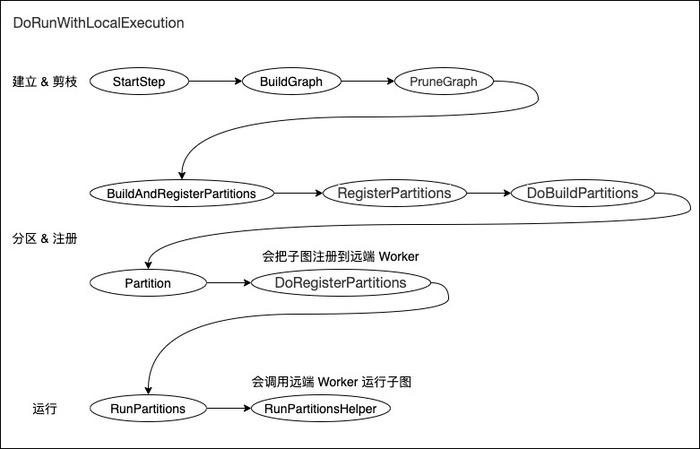 DoRunWithLocalExecution
建立 & 剪枝
StartStep
BuildGraph
PruneGraph
BuildAndRegisterPartitions
RegisterPartitions
DoBuildPartitions
分区 & 注册
会把子图注册到远端 Worker
Partition
DoRegisterPartitions
会调用远端 Worker 运行子图
运行
RunPartitions
RunPartitionsHelper